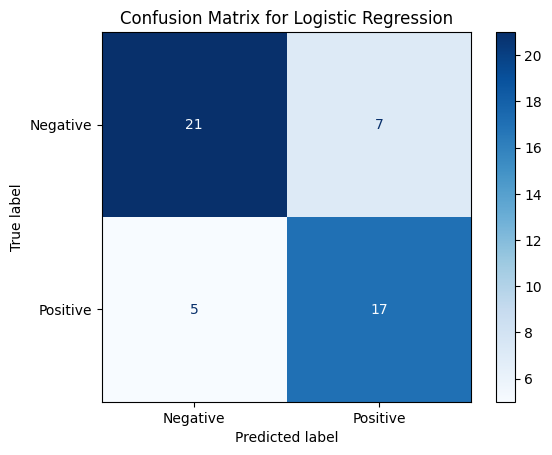 Confusion Matrix for Logistic Regression
True label
Negative
21
7
Positive
5
17
Negative
Positive
Predicted label
20
18
16
14
12
10
8
6